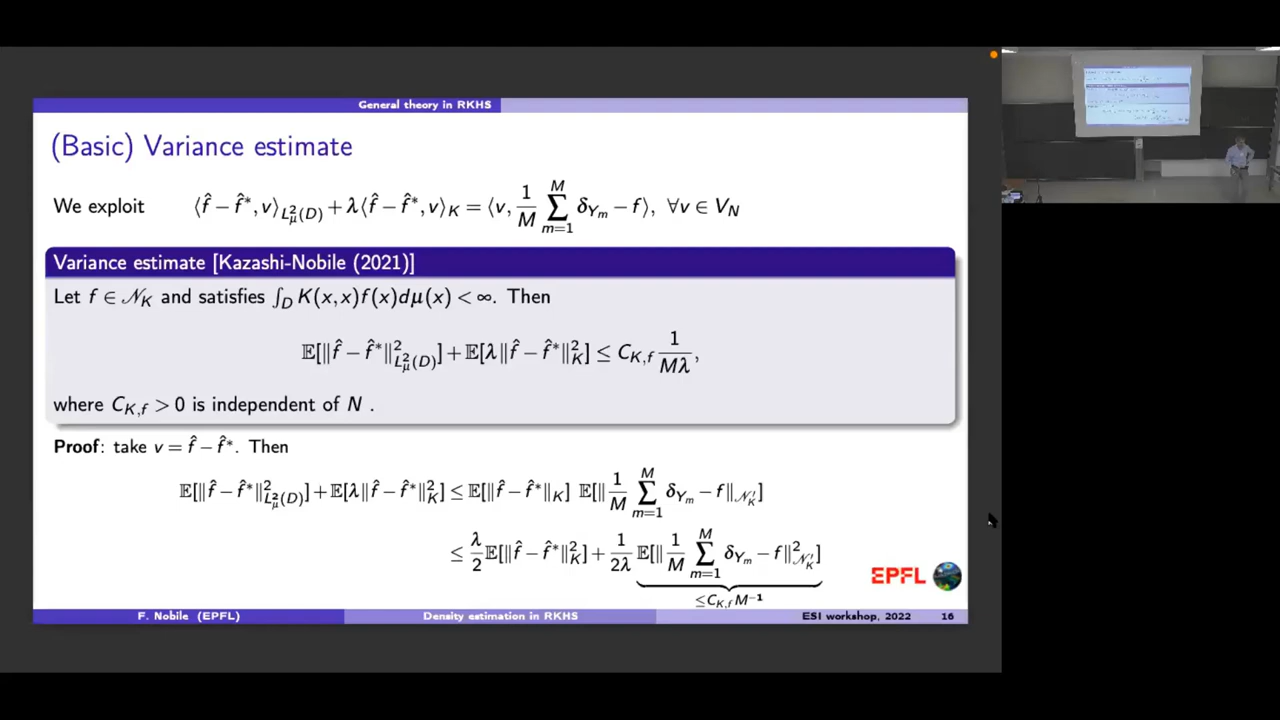 General theory in RKHS
(Basic) Variance estimate
We exploit ⟨f̂ − f̂*, v⟩_{L²_μ(D)} + λ⟨f̂ − f̂*, v⟩_K = ⟨v, 1/M ∑_{m=1}^{M} δ_{Y_m} − f⟩, ∀v ∈ V_N
Variance estimate [Kazashi-Nobile (2021)]
Let f ∈ 𝒩_K and satisfies ∫_D K(x,x)f(x)dμ(x) < ∞. Then
𝔼[‖f̂ − f̂*‖²_{L²_μ(D)}] + 𝔼[λ‖f̂ − f̂*‖²_K] ≤ C_{K,f} 1/(Mλ),
where C_{K,f} > 0 is independent of N .
Proof: take v = f̂ − f̂*. Then
𝔼[‖f̂ − f̂*‖²_{L²_μ(D)}] + 𝔼[λ‖f̂ − f̂*‖²_K] ≤ 𝔼[‖f̂ − f̂*‖_K] 𝔼[‖1/M ∑_{m=1}^{M} δ_{Y_m} − f‖_{𝒩'_K}]
≤ λ/2 𝔼[‖f̂ − f̂*‖²_K] + 1/(2λ) 𝔼[‖1/M ∑_{m=1}^{M} δ_{Y_m} − f‖²_{𝒩'_K}]
≤C_{K,f} M⁻¹
EPFL
F. Nobile (EPFL) Density estimation in RKHS ESI workshop, 2022 16